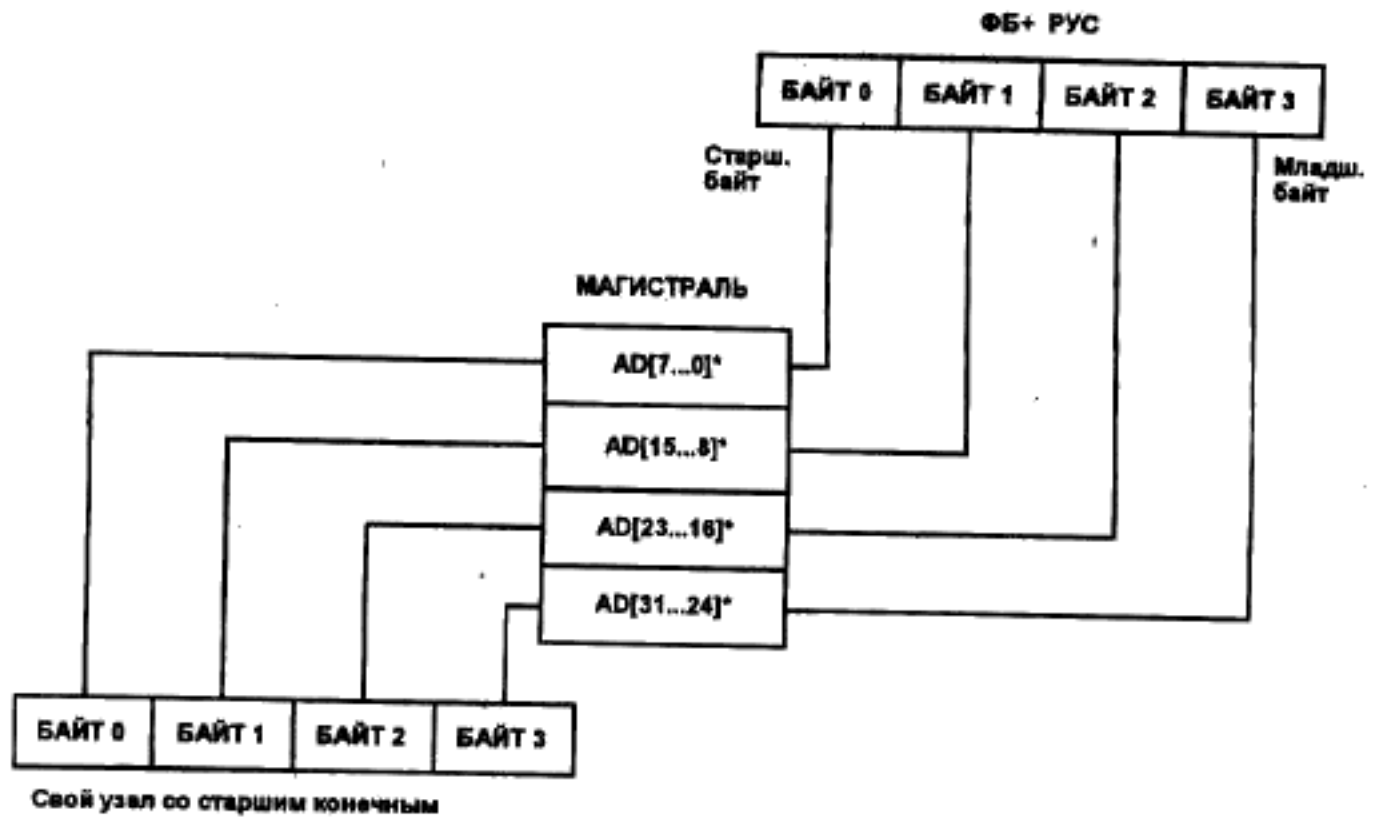 ФБ+ РУС
БАЙТ 0 БАЙТ 1 БАЙТ 2 БАЙТ 3
Старш.
байт
Младш.
байт
МАГИСТРАЛЬ
AD[7...0]*
AD[15...8]*
AD[23...16]*
AD[31...24]*
БАЙТ 0 БАЙТ 1 БАЙТ 2 БАЙТ 3
Свой узел со старшим конечным